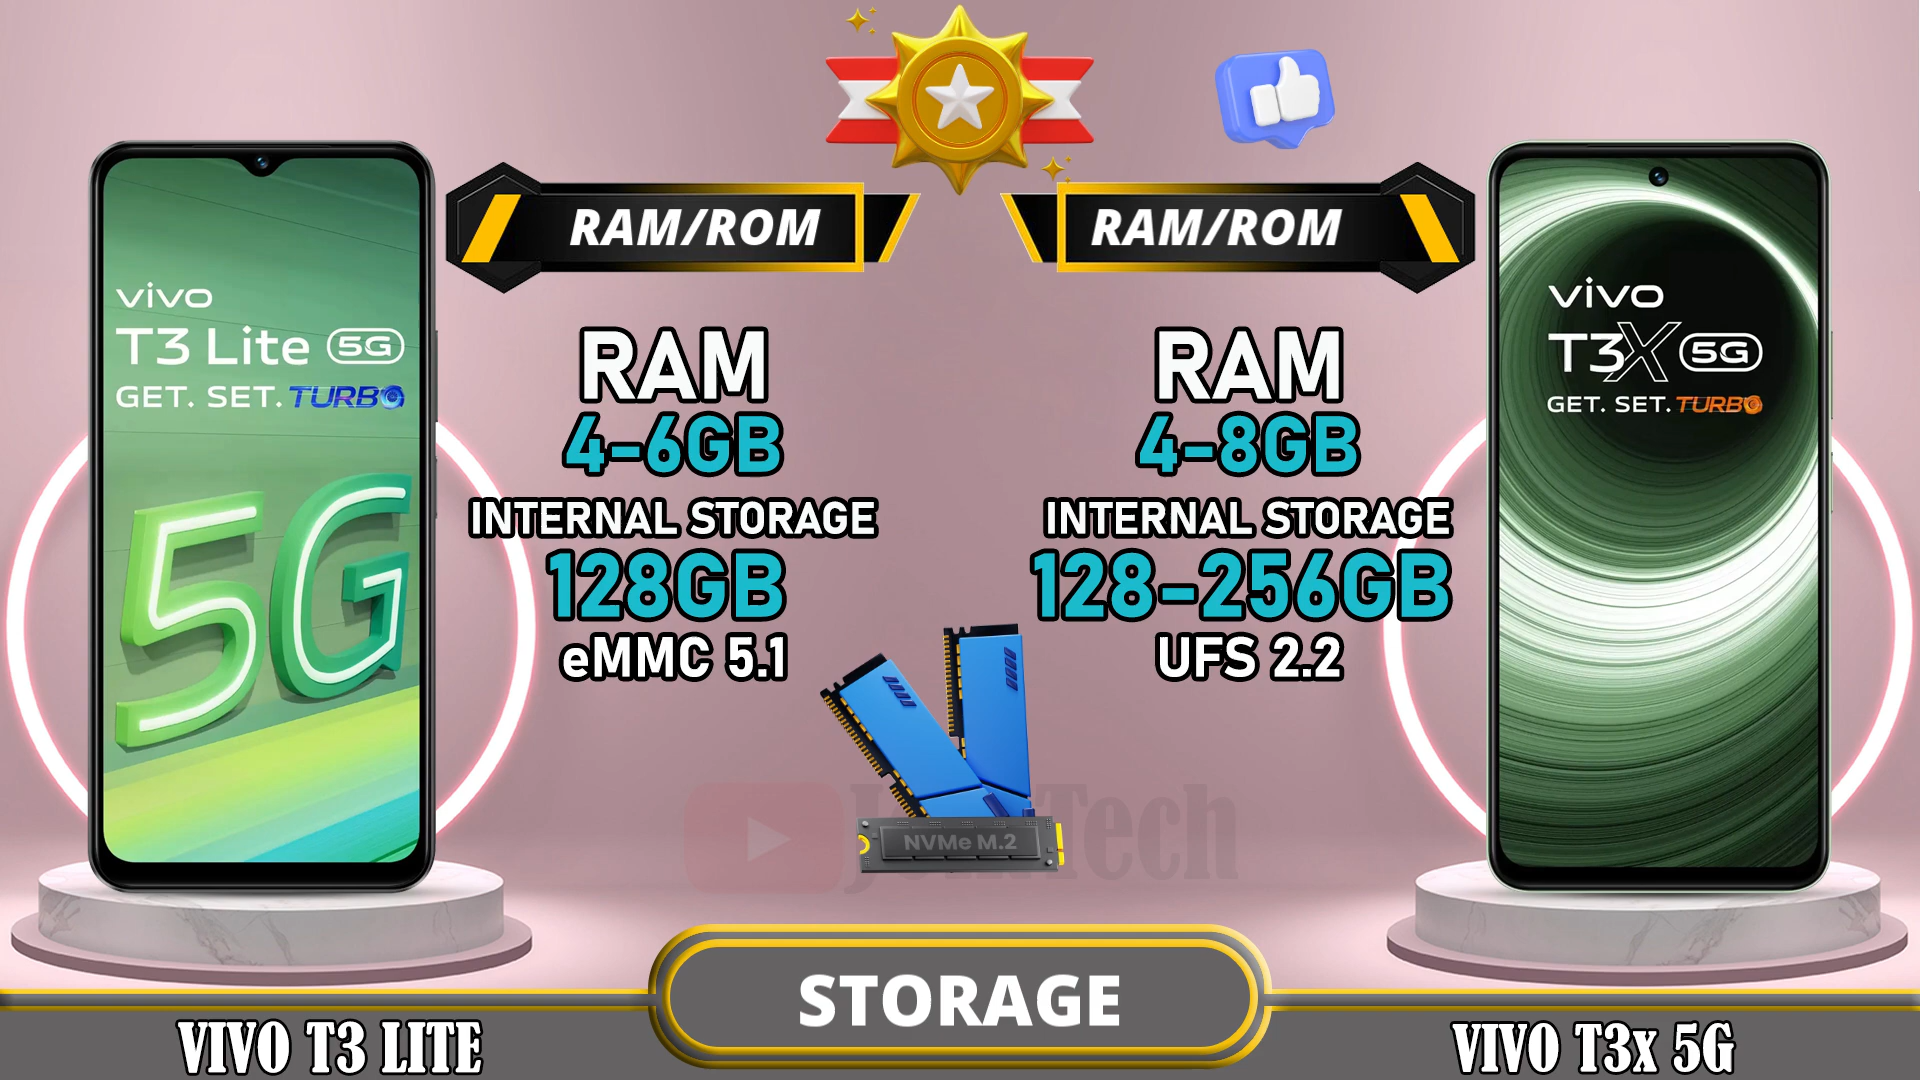 RAM/ROM
RAM/ROM
vivo
T3 Lite 5G
GET. SET. TURBO
5G
RAM
4-6GB
INTERNAL STORAGE
128GB
eMMC 5.1
RAM
4-8GB
INTERNAL STORAGE
128-256GB
UFS 2.2
vivo
T3X 5G
GET. SET. TURBO
Tech
NVMe M.2
STORAGE
VIVO T3 LITE
VIVO T3x 5G